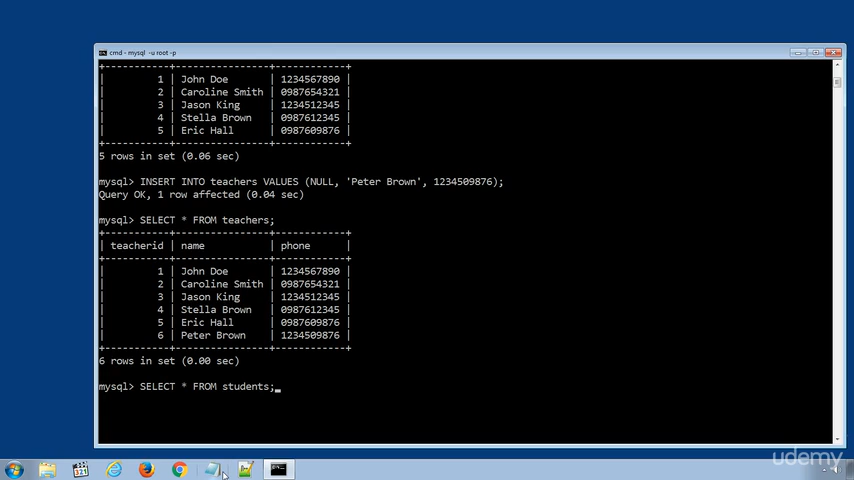 cmd - mysql -u root -p
+-----------+----------------+------------+
| 1 | John Doe | 1234567890 |
| 2 | Caroline Smith | 0987654321 |
| 3 | Jason King | 1234512345 |
| 4 | Stella Brown | 0987612345 |
| 5 | Eric Hall | 0987609876 |
+-----------+----------------+------------+
5 rows in set (0.06 sec)
mysql> INSERT INTO teachers VALUES (NULL, 'Peter Brown', 1234509876);
Query OK, 1 row affected (0.04 sec)
mysql> SELECT * FROM teachers;
+-----------+----------------+------------+
| teacherid | name | phone |
+-----------+----------------+------------+
| 1 | John Doe | 1234567890 |
| 2 | Caroline Smith | 0987654321 |
| 3 | Jason King | 1234512345 |
| 4 | Stella Brown | 0987612345 |
| 5 | Eric Hall | 0987609876 |
| 6 | Peter Brown | 1234509876 |
+-----------+----------------+------------+
6 rows in set (0.00 sec)
mysql> SELECT * FROM students;_
udemy
321